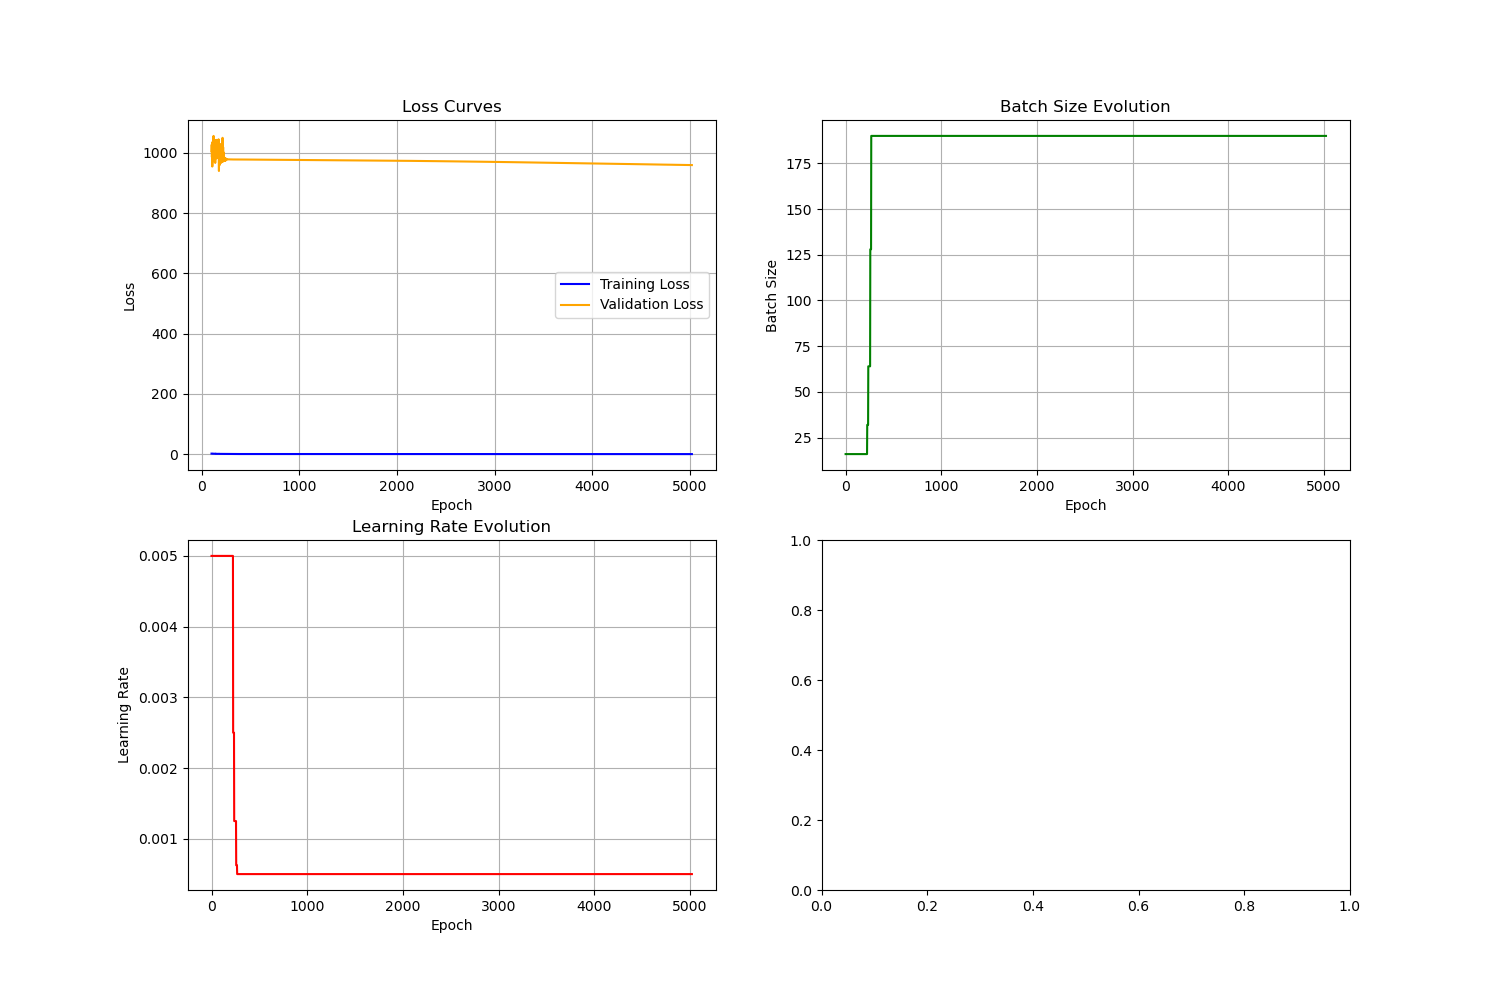 Loss Curves
1000
800
600
400
200
0
Loss
Training Loss
Validation Loss
0 1000 2000 3000 4000 5000
Epoch
Batch Size Evolution
175
150
125
100
75
50
25
Batch Size
0 1000 2000 3000 4000 5000
Epoch
Learning Rate Evolution
0.005
0.004
0.003
0.002
0.001
Learning Rate
0 1000 2000 3000 4000 5000
Epoch
1.0
0.8
0.6
0.4
0.2
0.0
0.0 0.2 0.4 0.6 0.8 1.0